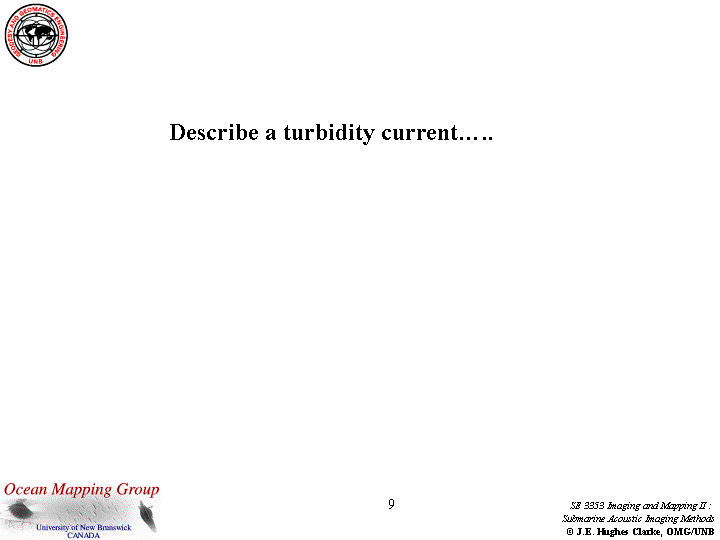 GEODESY AND GEOMATICS ENGINEERING
UNB
Describe a turbidity current.....
Ocean Mapping Group
University of New Brunswick
CANADA
9
SE 3353 Imaging and Mapping II :
Submarine Acoustic Imaging Methods
© J.E. Hughes Clarke, OMG/UNB